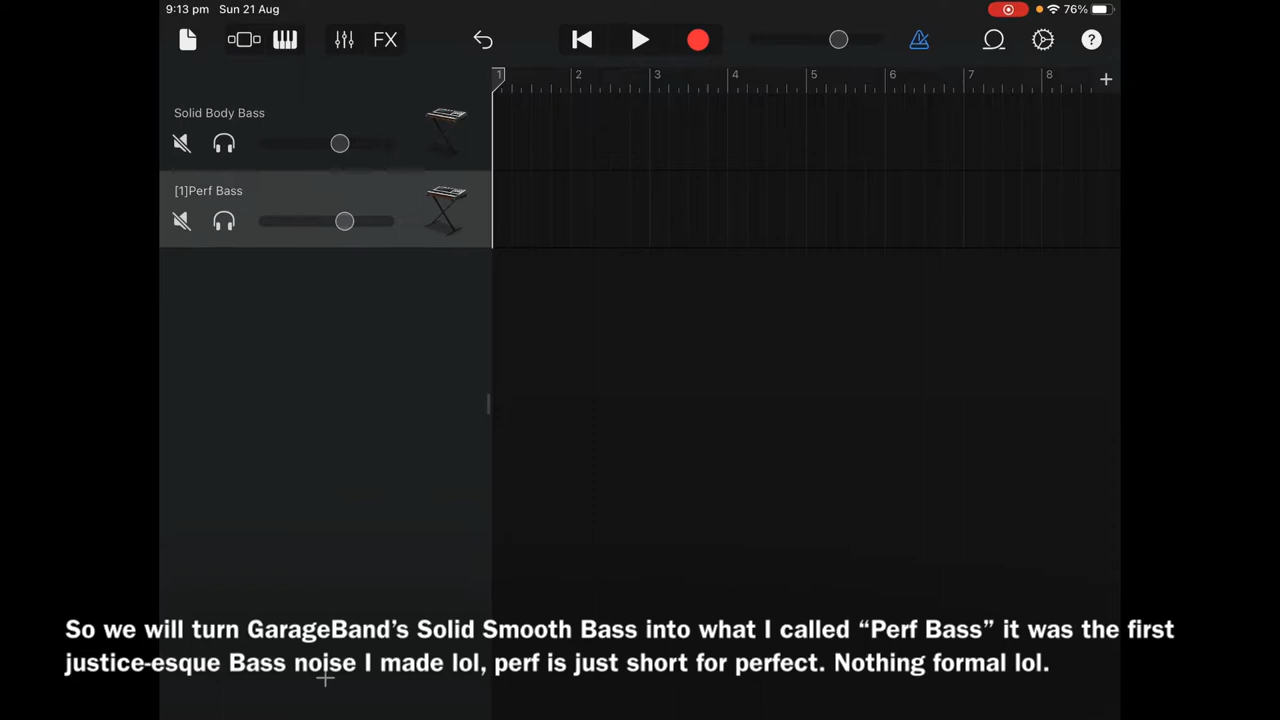 9:13 pm Sun 21 Aug
76%
FX
?
1 2 3 4 5 6 7 8 +
Solid Body Bass
[1]Perf Bass
So we will turn GarageBand’s Solid Smooth Bass into what I called “Perf Bass” it was the first
justice-esque Bass noise I made lol, perf is just short for perfect. Nothing formal lol.